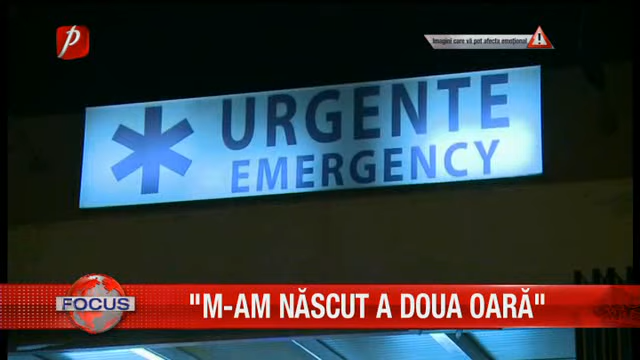 p
Imagini care vă pot afecta emoțional
URGENTE
EMERGENCY
FOCUS
"M-AM NĂSCUT A DOUA OARĂ"